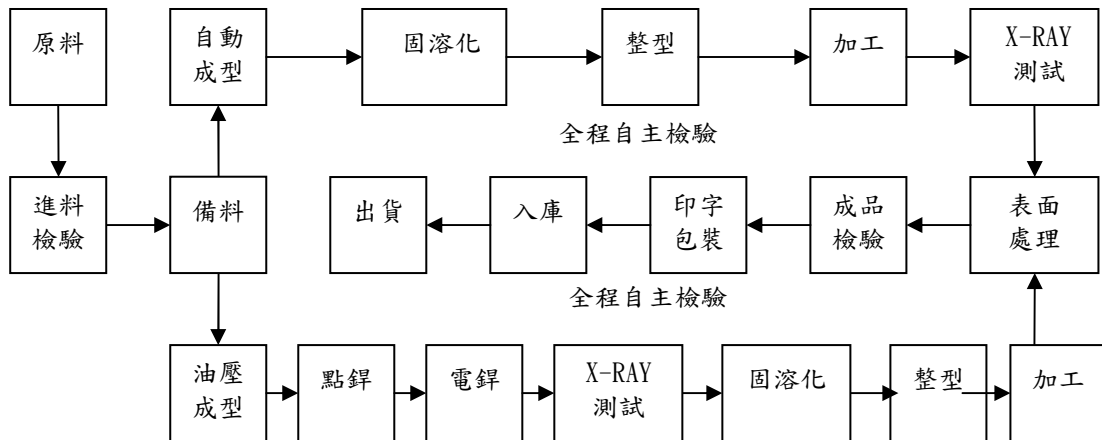 原料
自動
成型
固溶化
整型
加工
X-RAY
測試
全程自主檢驗
進料
檢驗
備料
出貨
入庫
印字
包裝
成品
檢驗
表面
處理
全程自主檢驗
油壓
成型
點銲
電銲
X-RAY
測試
固溶化
整型
加工